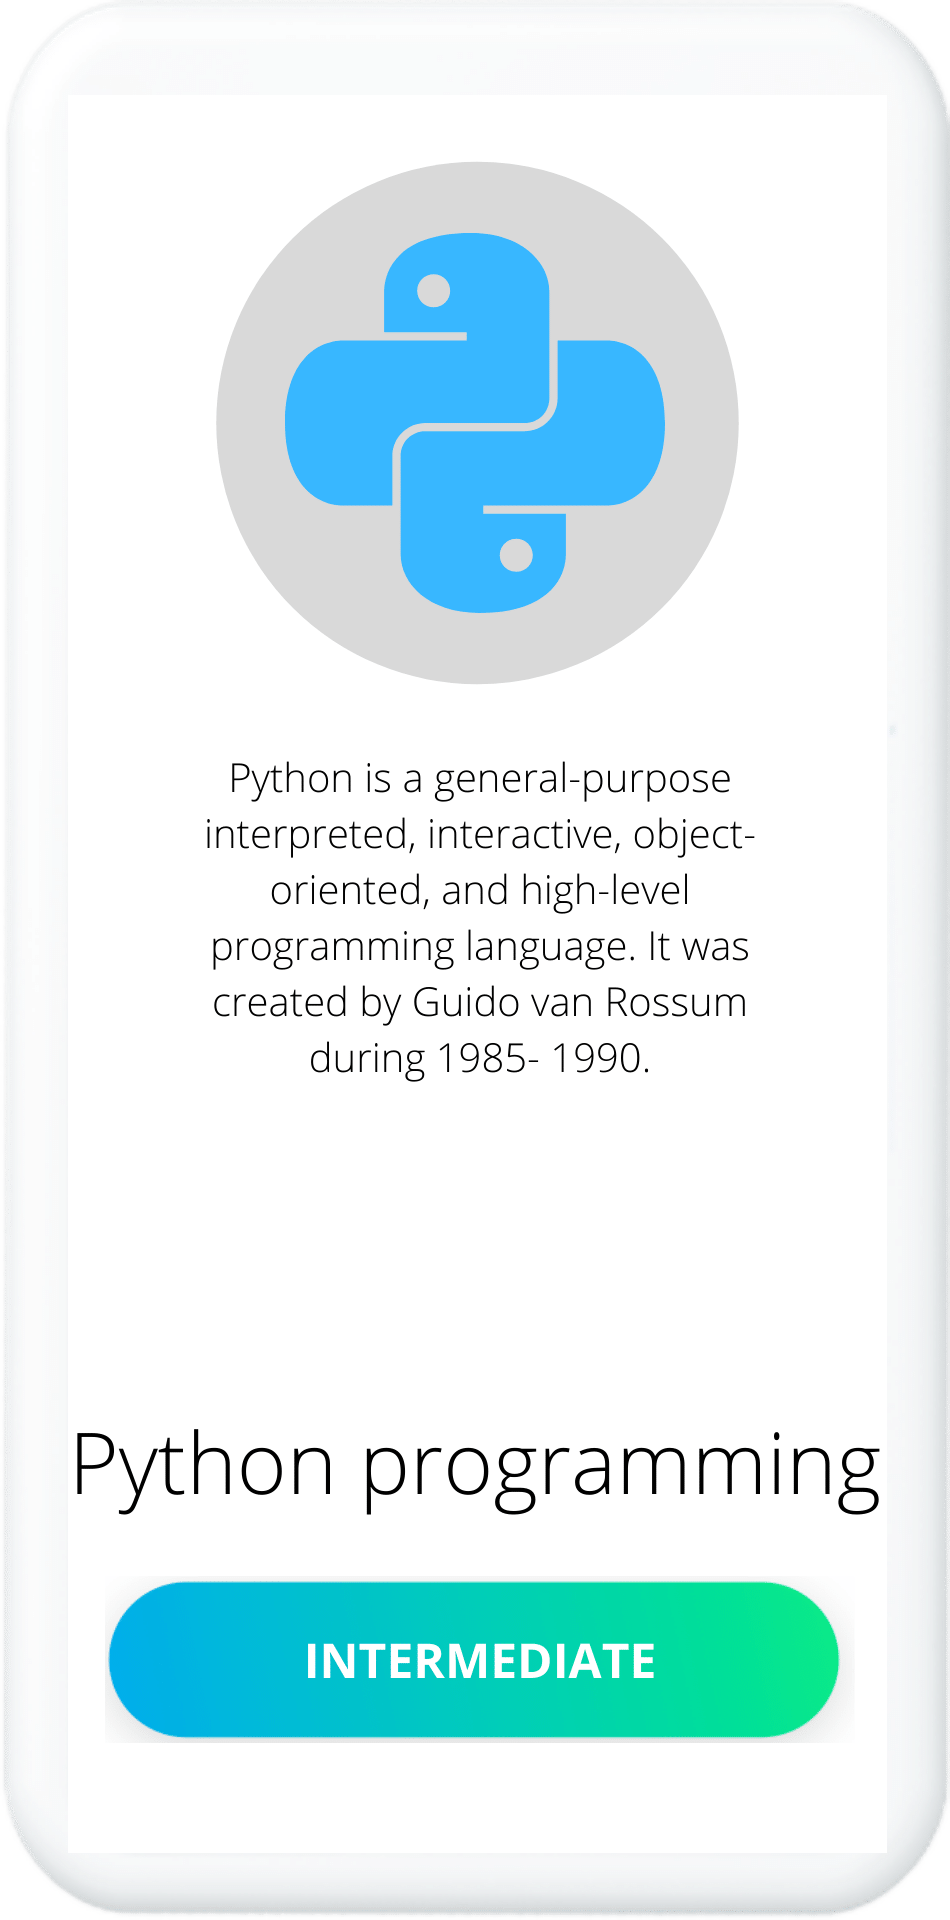 Python is a general-purpose
interpreted, interactive, object-
oriented, and high-level
programming language. It was
created by Guido van Rossum
during 1985- 1990.
Python programming
INTERMEDIATE